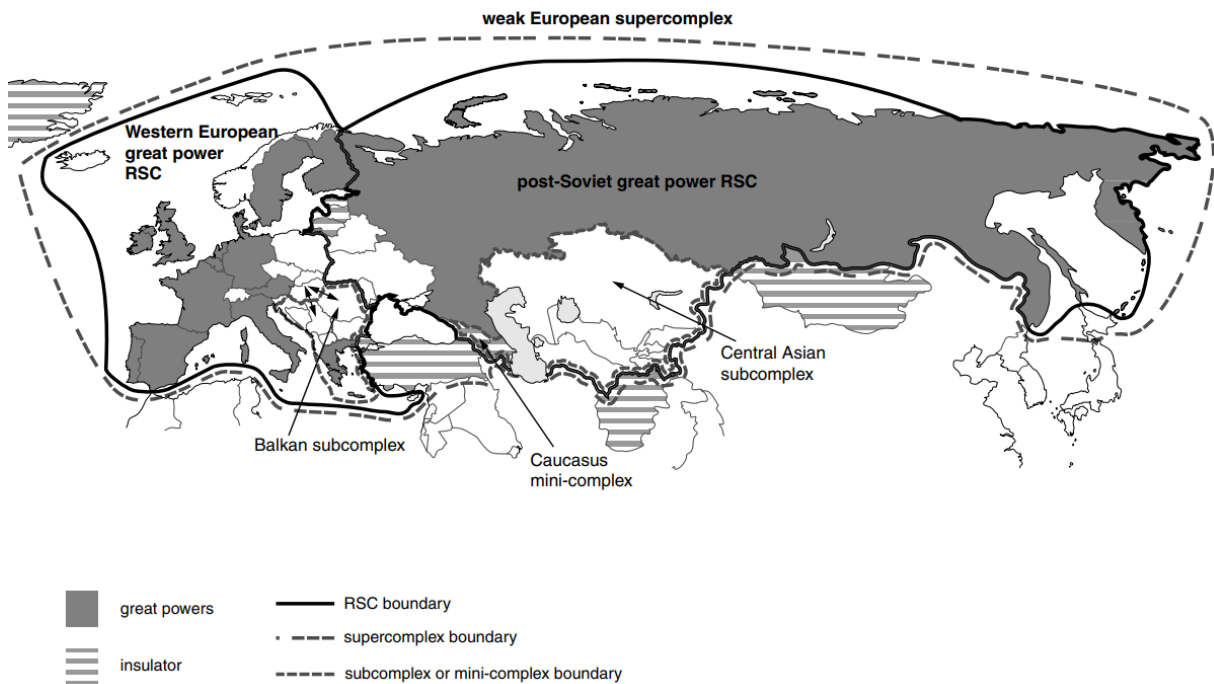 weak European supercomplex
Western European
great power
RSC
post-Soviet great power RSC
Central Asian
subcomplex
Balkan subcomplex
Caucasus
mini-complex
great powers
RSC boundary
supercomplex boundary
insulator
subcomplex or mini-complex boundary